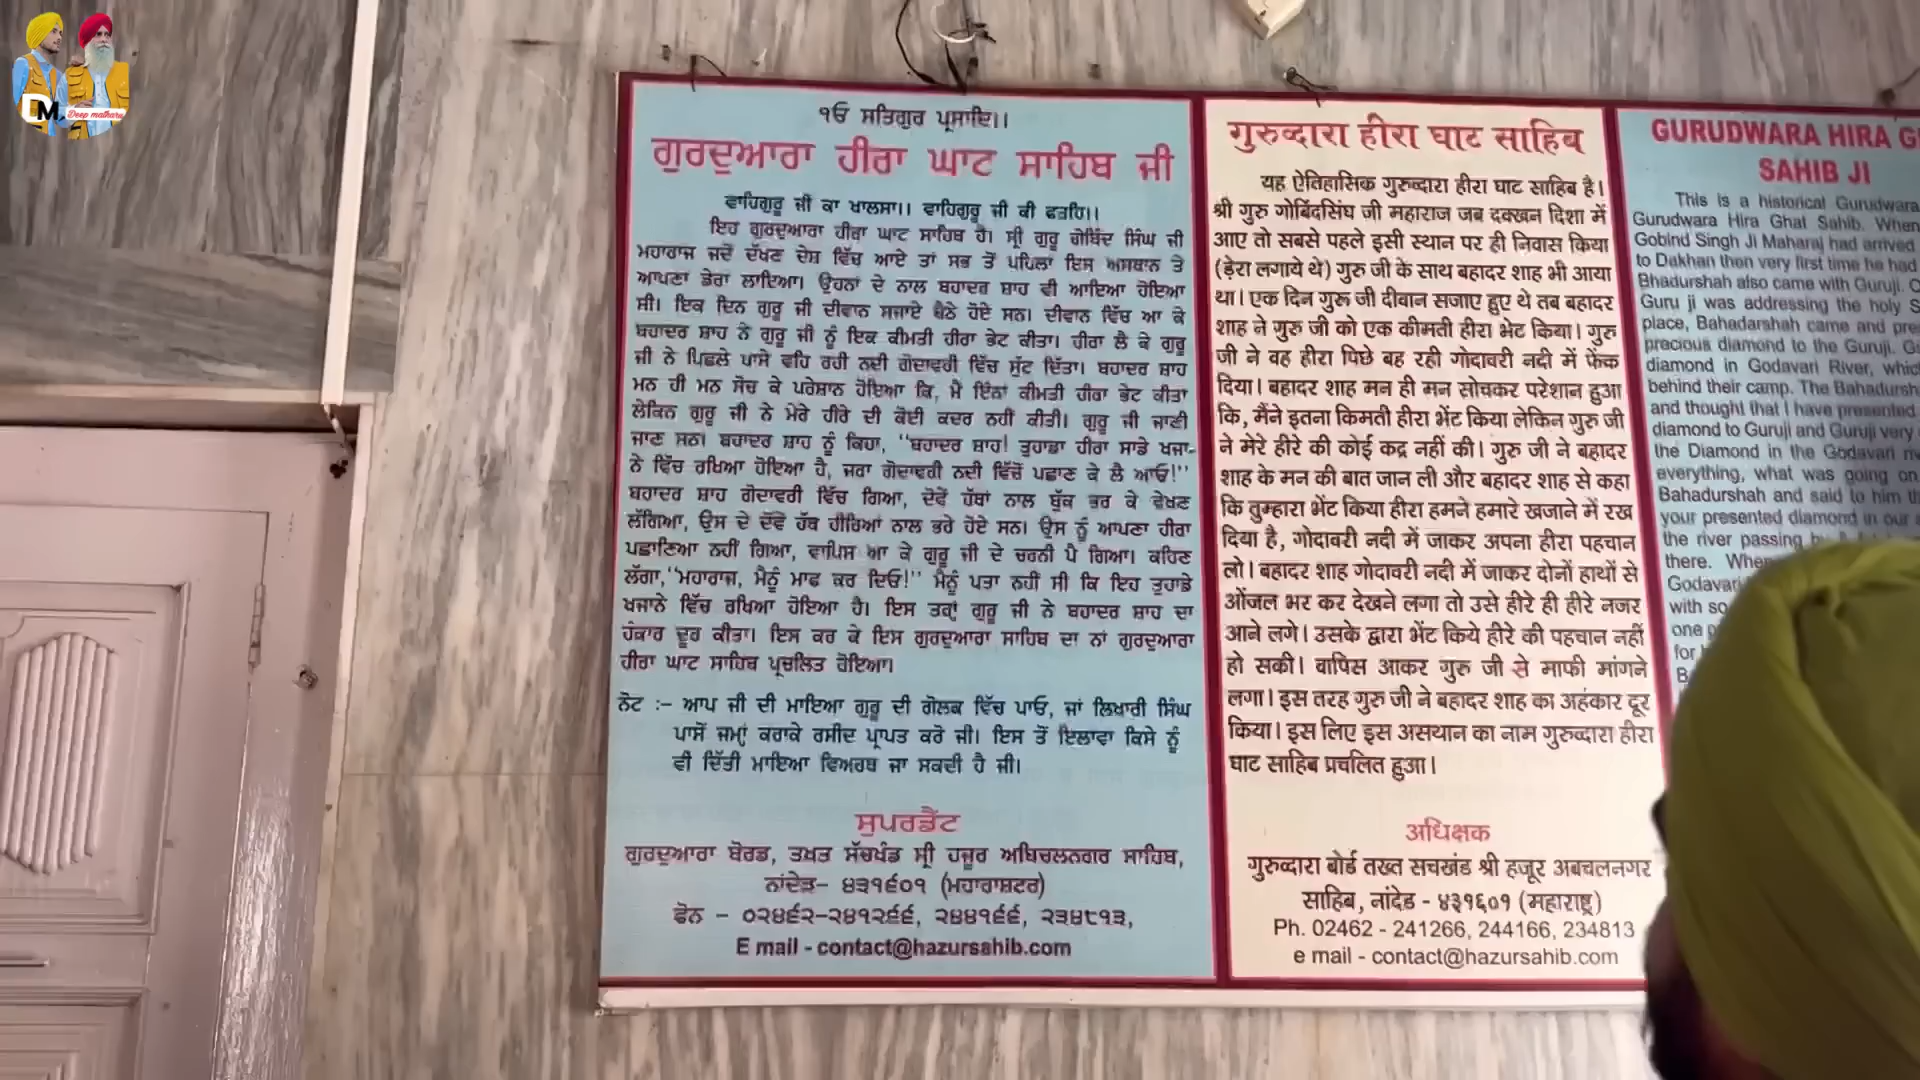 DM. Deep matharu
੧ਓ ਸਤਿਗੁਰ ਪ੍ਰਸਾਦਿ।।
ਗੁਰਦੁਆਰਾ ਹੀਰਾ ਘਾਟ ਸਾਹਿਬ ਜੀ
ਵਾਹਿਗੁਰੂ ਜੀ ਕਾ ਖਾਲਸਾ।। ਵਾਹਿਗੁਰੂ ਜੀ ਕੀ ਫਤਹਿ।।
ਇਹ ਗੁਰਦੁਆਰਾ ਹੀਰਾ ਘਾਟ ਸਾਹਿਬ ਹੈ। ਸ੍ਰੀ ਗੁਰੂ ਗੋਬਿੰਦ ਸਿੰਘ ਜੀ
ਮਹਾਰਾਜ ਜਦੋਂ ਦੱਖਣ ਦੇਸ਼ ਵਿੱਚ ਆਏ ਤਾਂ ਸਭ ਤੋਂ ਪਹਿਲਾਂ ਇਸ ਅਸਥਾਨ ਤੇ
ਆਪਣਾ ਡੇਰਾ ਲਾਇਆ। ਉਹਨਾਂ ਦੇ ਨਾਲ ਬਹਾਦਰ ਸ਼ਾਹ ਵੀ ਆਇਆ ਹੋਇਆ
ਸੀ। ਇਕ ਦਿਨ ਗੁਰੂ ਜੀ ਦੀਵਾਨ ਸਜਾਏ ਬੈਠੇ ਹੋਏ ਸਨ। ਦੀਵਾਨ ਵਿੱਚ ਆ ਕੇ
ਬਹਾਦਰ ਸ਼ਾਹ ਨੇ ਗੁਰੂ ਜੀ ਨੂੰ ਇਕ ਕੀਮਤੀ ਹੀਰਾ ਭੇਟ ਕੀਤਾ। ਹੀਰਾ ਲੈ ਕੇ ਗੁਰੂ
ਜੀ ਨੇ ਪਿਛਲੇ ਪਾਸੇ ਵਹਿ ਰਹੀ ਨਦੀ ਗੋਦਾਵਰੀ ਵਿੱਚ ਸੁੱਟ ਦਿੱਤਾ। ਬਹਾਦਰ ਸ਼ਾਹ
ਮਨ ਹੀ ਮਨ ਸੋਚ ਕੇ ਪਰੇਸ਼ਾਨ ਹੋਇਆ ਕਿ, ਮੈਂ ਇੰਨਾਂ ਕੀਮਤੀ ਹੀਰਾ ਭੇਟ ਕੀਤਾ
ਲੇਕਿਨ ਗੁਰੂ ਜੀ ਨੇ ਮੇਰੇ ਹੀਰੇ ਦੀ ਕੋਈ ਕਦਰ ਨਹੀਂ ਕੀਤੀ। ਗੁਰੂ ਜੀ ਜਾਣੀ
ਜਾਣ ਸਨ। ਬਹਾਦਰ ਸ਼ਾਹ ਨੂੰ ਕਿਹਾ, "ਬਹਾਦਰ ਸ਼ਾਹ! ਤੁਹਾਡਾ ਹੀਰਾ ਸਾਡੇ ਖਜਾ-
ਨੇ ਵਿੱਚ ਰਖਿਆ ਹੋਇਆ ਹੈ, ਜਰਾ ਗੋਦਾਵਰੀ ਨਦੀ ਵਿੱਚੋਂ ਪਛਾਣ ਕੇ ਲੈ ਆਓ!"
ਬਹਾਦਰ ਸ਼ਾਹ ਗੋਦਾਵਰੀ ਵਿੱਚ ਗਿਆ, ਦੋਵੇਂ ਹੱਥਾਂ ਨਾਲ ਬੁੱਕ ਭਰ ਕੇ ਵੇਖਣ
ਲੱਗਿਆ, ਉਸ ਦੇ ਦੋਵੇਂ ਹੱਥ ਹੀਰਿਆਂ ਨਾਲ ਭਰੇ ਹੋਏ ਸਨ। ਉਸ ਨੂੰ ਆਪਣਾ ਹੀਰਾ
ਪਛਾਣਿਆ ਨਹੀਂ ਗਿਆ, ਵਾਪਿਸ ਆ ਕੇ ਗੁਰੂ ਜੀ ਦੇ ਚਰਨੀ ਪੈ ਗਿਆ। ਕਹਿਣ
ਲੱਗਾ,"ਮਹਾਰਾਜ, ਮੈਨੂੰ ਮਾਫ ਕਰ ਦਿਓ!" ਮੈਨੂੰ ਪਤਾ ਨਹੀਂ ਸੀ ਕਿ ਇਹ ਤੁਹਾਡੇ
ਖਜਾਨੇ ਵਿੱਚ ਰਖਿਆ ਹੋਇਆ ਹੈ। ਇਸ ਤਰ੍ਹਾਂ ਗੁਰੂ ਜੀ ਨੇ ਬਹਾਦਰ ਸ਼ਾਹ ਦਾ
ਹੰਕਾਰ ਦੂਰ ਕੀਤਾ। ਇਸ ਕਰ ਕੇ ਇਸ ਗੁਰਦੁਆਰਾ ਸਾਹਿਬ ਦਾ ਨਾਂ ਗੁਰਦੁਆਰਾ
ਹੀਰਾ ਘਾਟ ਸਾਹਿਬ ਪ੍ਰਚਲਿਤ ਹੋਇਆ।
ਨੋਟ :- ਆਪ ਜੀ ਦੀ ਮਾਇਆ ਗੁਰੂ ਦੀ ਗੋਲਕ ਵਿੱਚ ਪਾਓ, ਜਾਂ ਲਿਖਾਰੀ ਸਿੰਘ
ਪਾਸੋਂ ਜਮ੍ਹਾਂ ਕਰਾਕੇ ਰਸੀਦ ਪ੍ਰਾਪਤ ਕਰੋ ਜੀ। ਇਸ ਤੋਂ ਇਲਾਵਾ ਕਿਸੇ ਨੂੰ
ਵੀ ਦਿੱਤੀ ਮਾਇਆ ਵਿਅਰਥ ਜਾ ਸਕਦੀ ਹੈ ਜੀ।
ਸੁਪਰਡੈਂਟ
ਗੁਰਦੁਆਰਾ ਬੋਰਡ, ਤਖ਼ਤ ਸੱਚਖੰਡ ਸ੍ਰੀ ਹਜ਼ੂਰ ਅਬਿਚਲਨਗਰ ਸਾਹਿਬ,
ਨਾਂਦੇੜ- ੪੩੧੬੦੧ (ਮਹਾਰਾਸ਼ਟਰ)
ਫੋਨ - ੦੨੪੬੨-੨੪੧੨੬੬, ੨੪੪੧੬੬, ੨੩੪੮੧੩,
E mail - contact@hazursahib.com
गुरुव्दारा हीरा घाट साहिब
यह ऐतिहासिक गुरुव्दारा हीरा घाट साहिब है।
श्री गुरु गोबिंदसिंघ जी महाराज जब दक्खन दिशा में
आए तो सबसे पहले इसी स्थान पर ही निवास किया
(ड़ेरा लगाये थे) गुरु जी के साथ बहादर शाह भी आया
था। एक दिन गुरू जी दीवान सजाए हुए थे तब बहादर
शाह ने गुरु जी को एक कीमती हीरा भेंट किया। गुरु
जी ने वह हीरा पिछे बह रही गोदावरी नदी में फेंक
दिया। बहादर शाह मन ही मन सोचकर परेशान हुआ
कि, मैंने इतना किमती हीरा भेंट किया लेकिन गुरु जी
ने मेरे हीरे की कोई कद्र नहीं की। गुरु जी ने बहादर
शाह के मन की बात जान ली और बहादर शाह से कहा
कि तुम्हारा भेंट किया हीरा हमने हमारे खजाने में रख
दिया है, गोदावरी नदी में जाकर अपना हीरा पहचान
लो। बहादर शाह गोदावरी नदी में जाकर दोनों हाथों से
ओंजल भर कर देखने लगा तो उसे हीरे ही हीरे नजर
आने लगे। उसके द्वारा भेंट किये हीरे की पहचान नहीं
हो सकी। वापिस आकर गुरु जी से माफी मांगने
लगा। इस तरह गुरु जी ने बहादर शाह का अहंकार दूर
किया। इस लिए इस असथान का नाम गुरुव्दारा हीरा
घाट साहिब प्रचलित हुआ।
अधिक्षक
गुरुव्दारा बोर्ड तख्त सचखंड श्री हजूर अबचलनगर
साहिब, नांदेड - ४३१६०१ (महाराष्ट्र)
Ph. 02462 - 241266, 244166, 234813
e mail - contact@hazursahib.com
GURUDWARA HIRA
SAHIB JI
This is a historical Gurudwara
Gurudwara Hira Ghat Sahib. When
Gobind Singh Ji Maharaj had arrived
to Dakhan then very first time he had
Bhadurshah also came with Guruji.
Guru ji was addressing the holy
place, Bahadarshah came and
precious diamond to the Guruji.
diamond in Godavari River,
behind their camp. The
and thought that I have presented
diamond to Guruji and Guruji very
the Diamond in the Godavari
everything, what was going on
Bahadurshah and said to him
your presented diamond in our
the river passing
there. When
Godavari
with
one
for